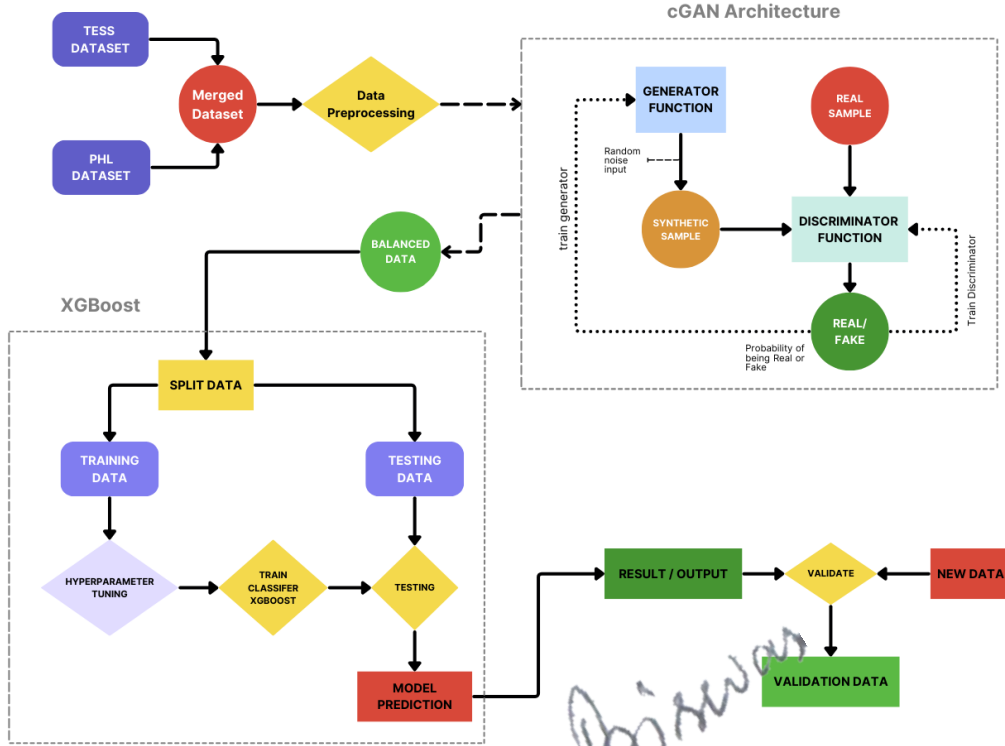 cGAN Architecture
TESS
DATASET
Merged
Dataset
Data
Preprocessing
PHL
DATASET
GENERATOR
FUNCTION
REAL
SAMPLE
Random
noise
input
train generator
SYNTHETIC
SAMPLE
DISCRIMINATOR
FUNCTION
Train Discriminator
REAL/
FAKE
Probability of
being Real or
Fake
BALANCED
DATA
XGBoost
SPLIT DATA
TRAINING
DATA
TESTING
DATA
HYPERPARAMETER
TUNING
TRAIN
CLASSIFER
XGBOOST
TESTING
MODEL
PREDICTION
RESULT / OUTPUT
VALIDATE
NEW DATA
VALIDATION DATA
Biswas